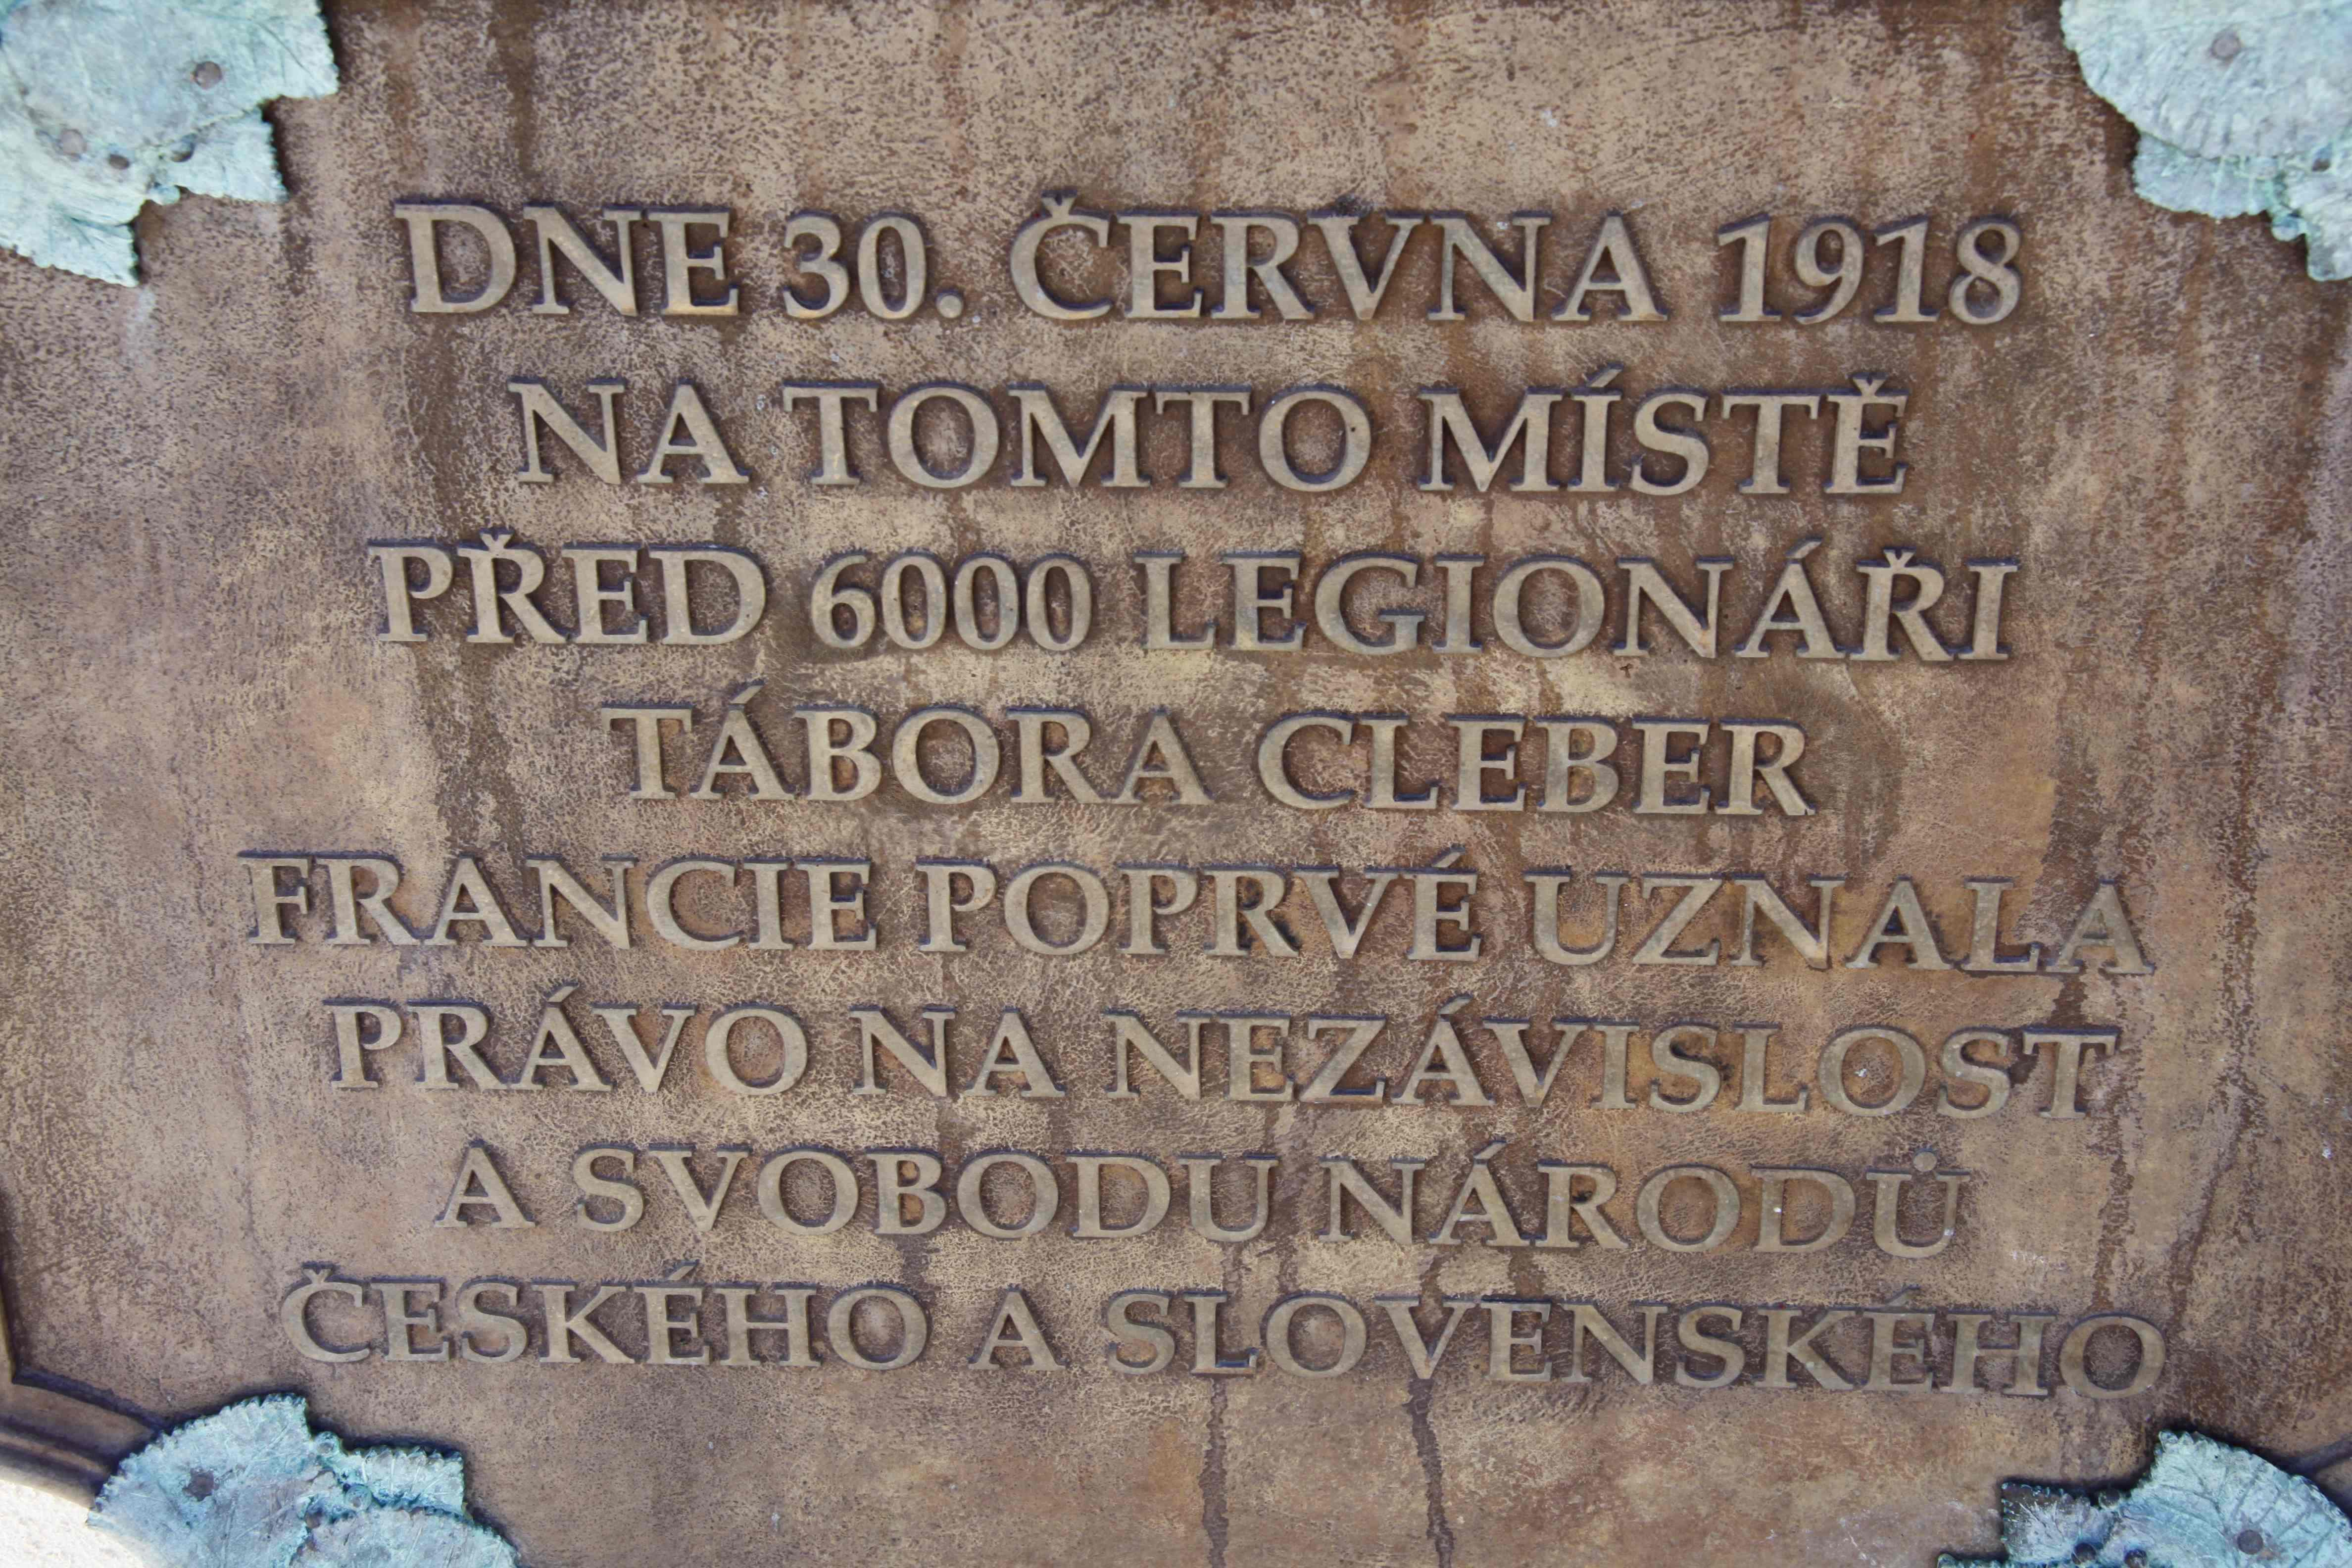 DNE 30. ČERVNA 1918
NA TOMTO MÍSTĚ
PŘED 6000 LEGIONÁŘI
TÁBORA CLEBER
FRANCIE POPRVÉ UZNALA
PRÁVO NA NEZÁVISLOST
A SVOBODU NÁRODŮ
ČESKÉHO A SLOVENSKÉHO